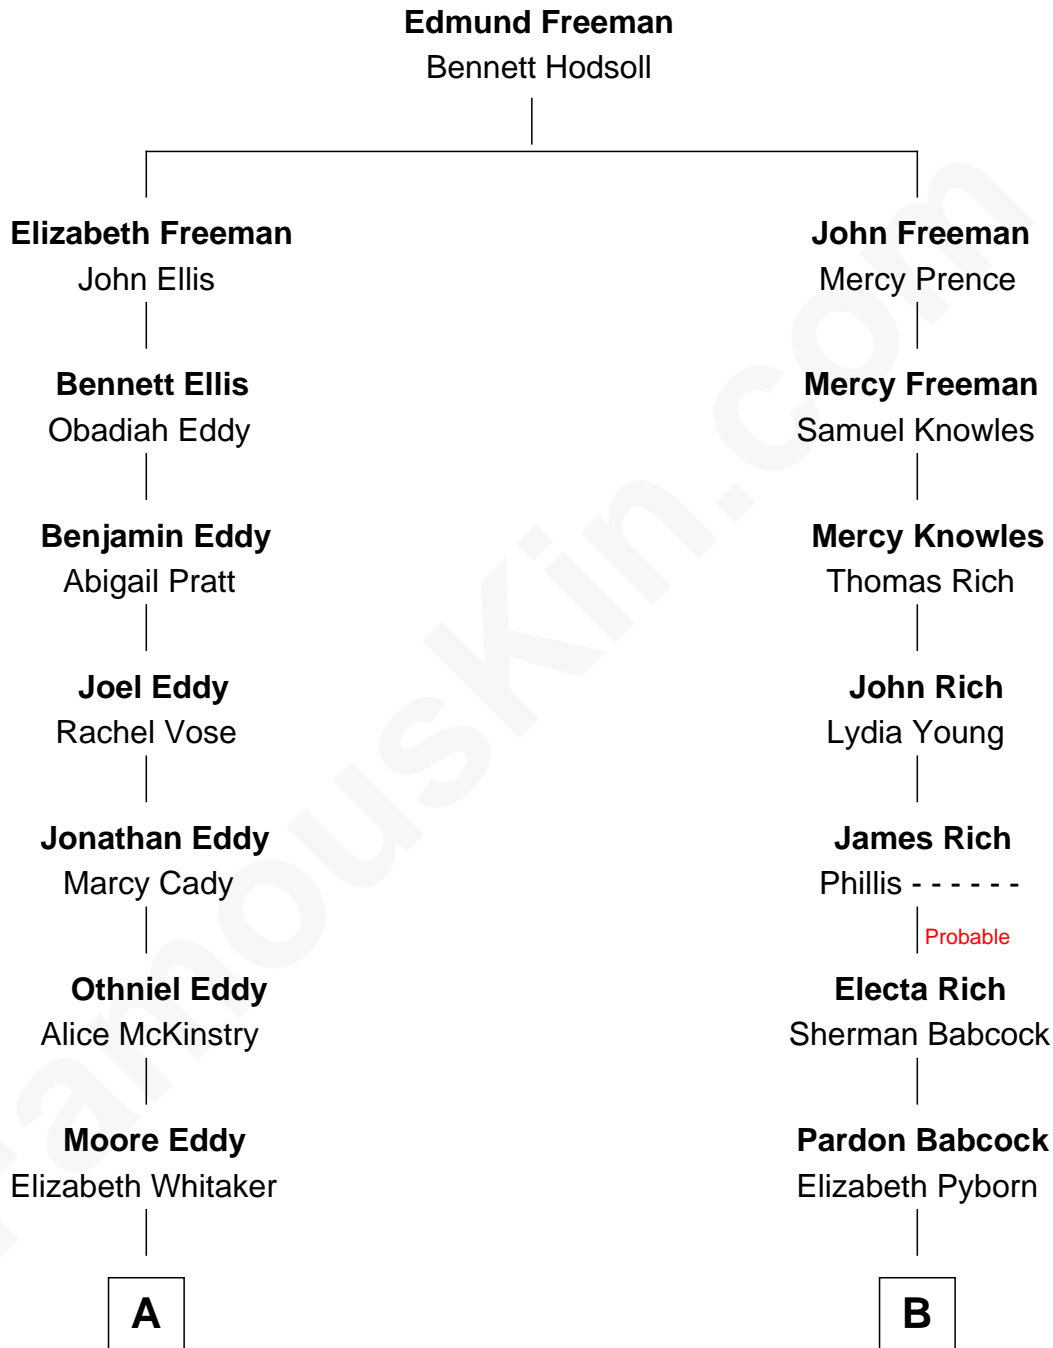 Edmund Freeman
Bennett Hodsoll
Elizabeth Freeman
John Ellis
Bennett Ellis
Obadiah Eddy
Benjamin Eddy
Abigail Pratt
Joel Eddy
Rachel Vose
Jonathan Eddy
Marcy Cady
Othniel Eddy
Alice McKinstry
Moore Eddy
Elizabeth Whitaker
A
John Freeman
Mercy Prence
Mercy Freeman
Samuel Knowles
Mercy Knowles
Thomas Rich
John Rich
Lydia Young
James Rich
Phillis - - - - - -
Probable
Electa Rich
Sherman Babcock
Pardon Babcock
Elizabeth Pyborn
B
FamousKin.com